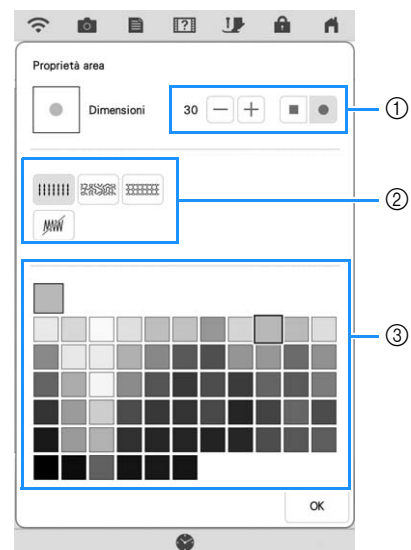 Proprietà area
Dimensioni 30
①
②
③
OK